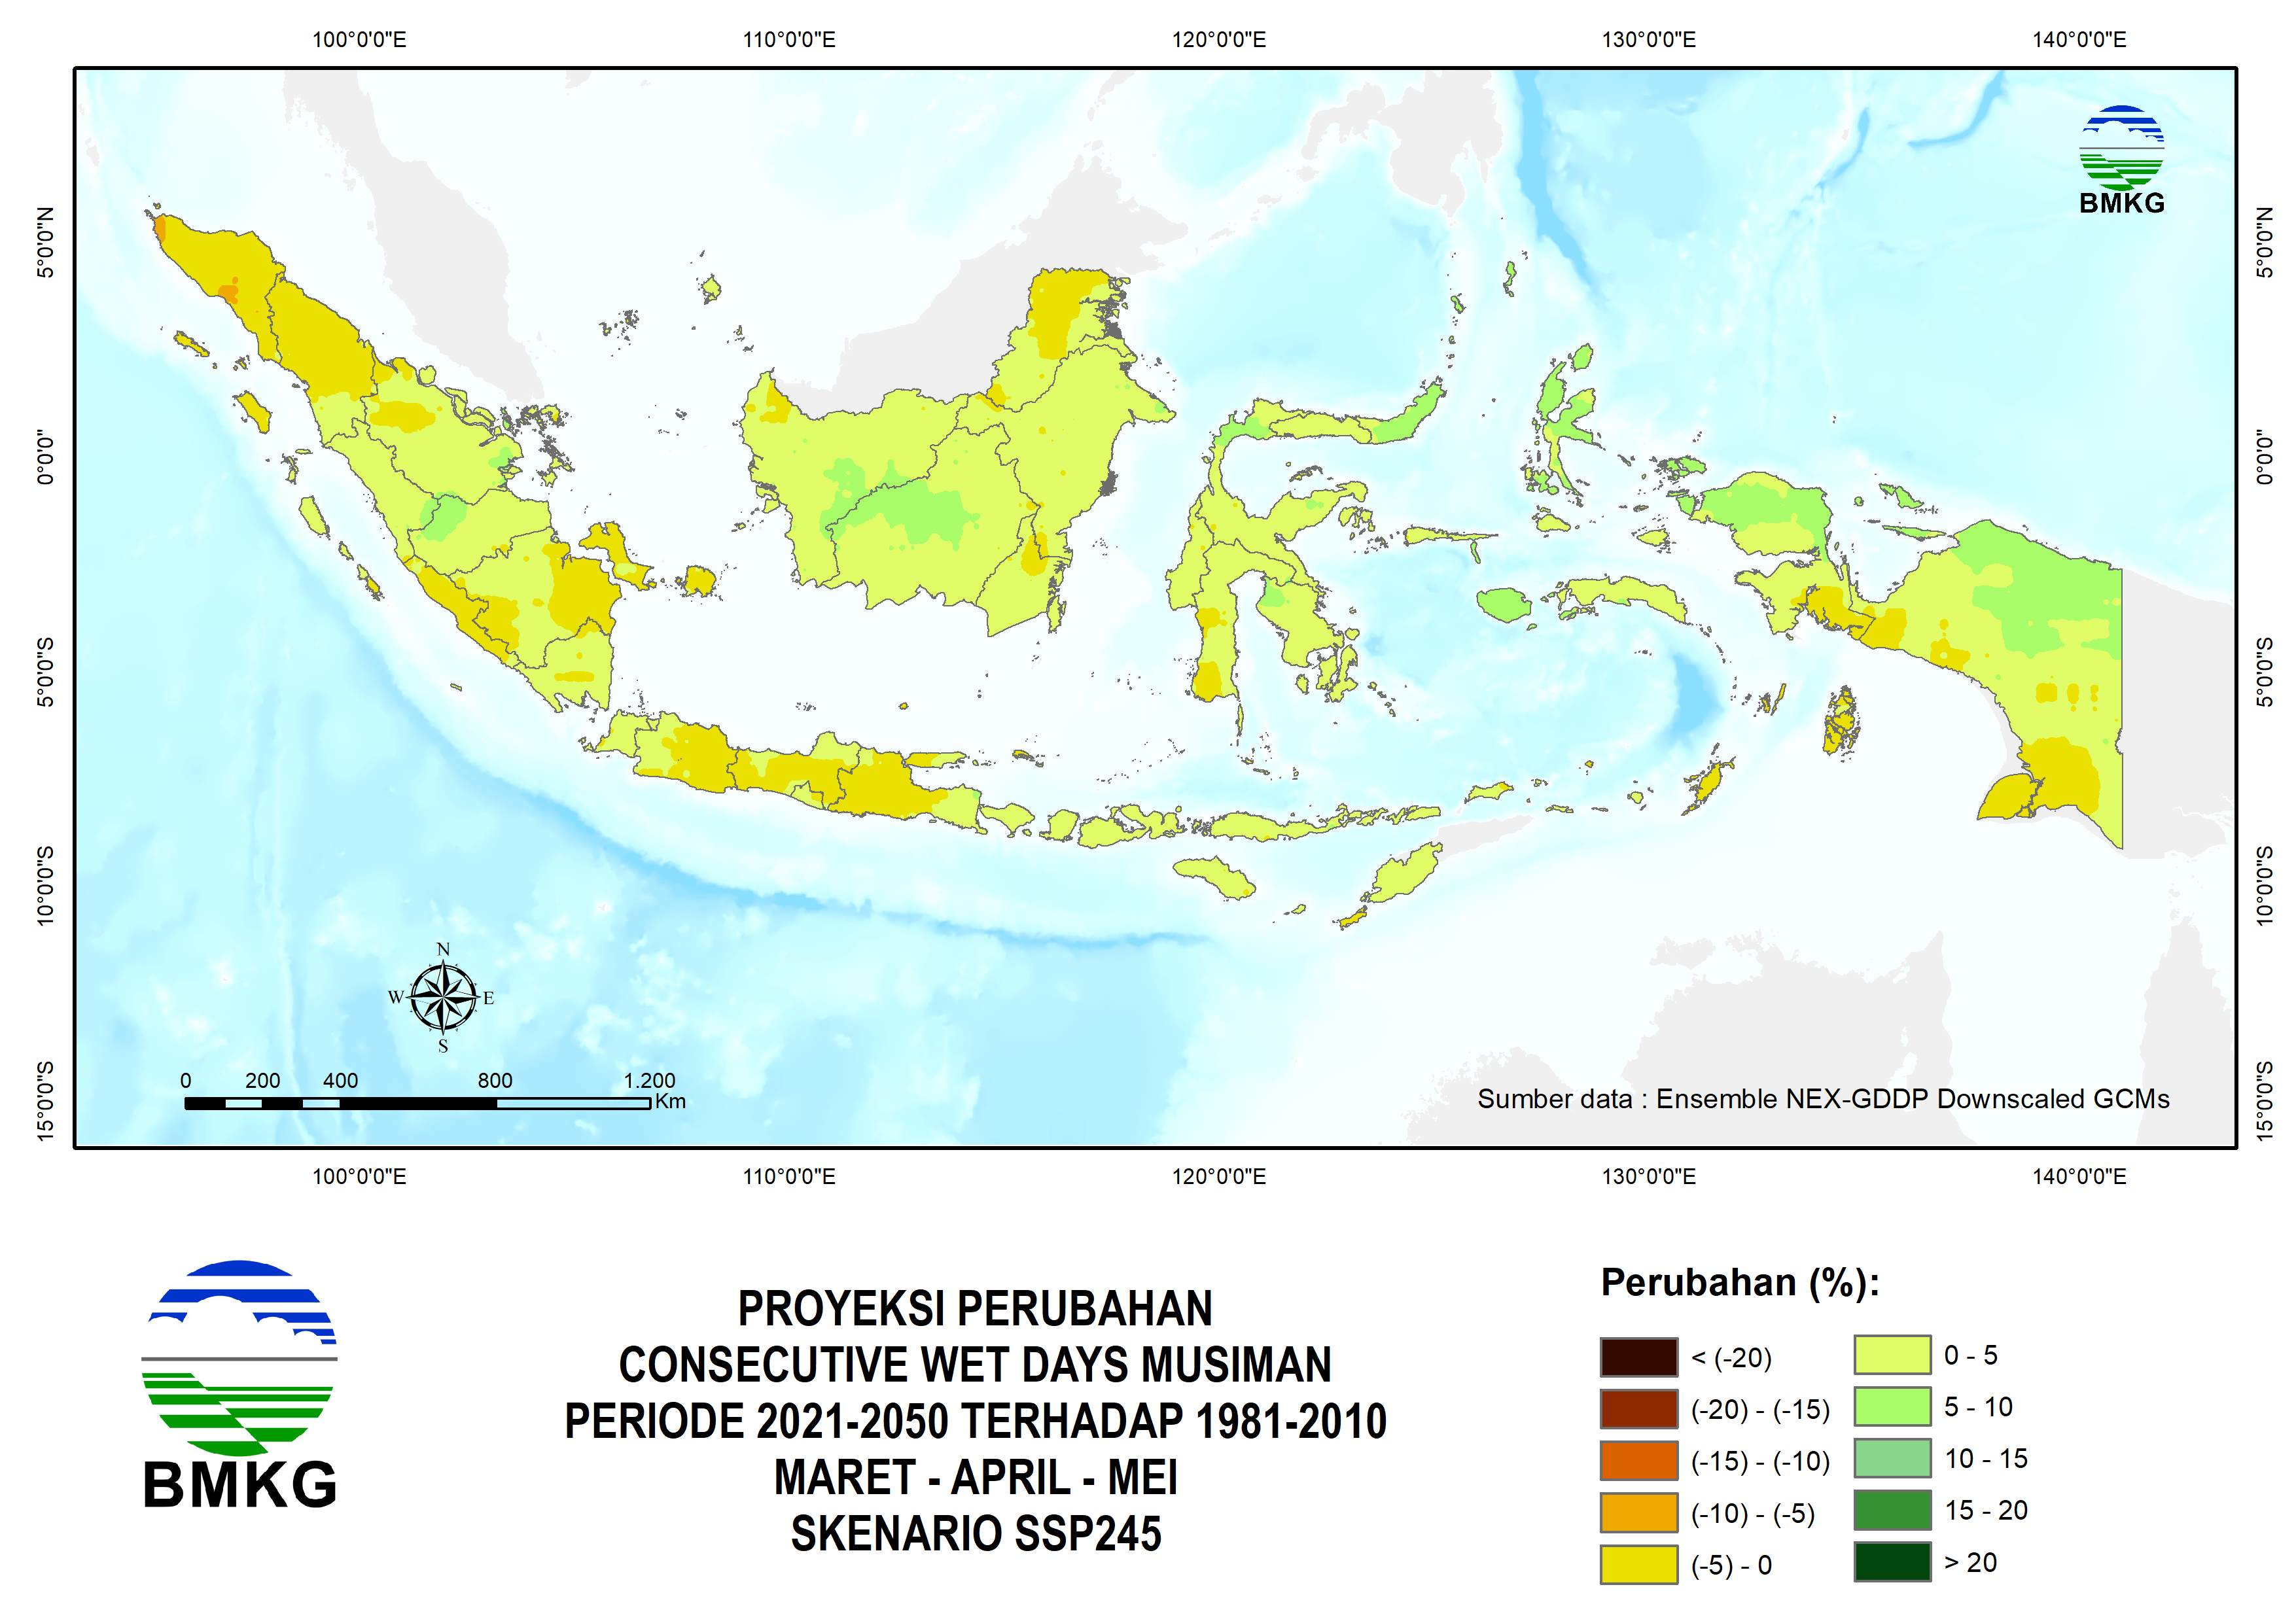 100°0'0"E 110°0'0"E 120°0'0"E 130°0'0"E 140°0'0"E
BMKG
5°0'0"N 5°0'0"N
0°0'0" 0°0'0"
5°0'0"S 5°0'0"S
10°0'0"S 10°0'0"S
15°0'0"S 15°0'0"S
N
W E
S
0 200 400 800 1.200
Km
Sumber data : Ensemble NEX-GDDP Downscaled GCMs
100°0'0"E 110°0'0"E 120°0'0"E 130°0'0"E 140°0'0"E
BMKG
PROYEKSI PERUBAHAN
CONSECUTIVE WET DAYS MUSIMAN
PERIODE 2021-2050 TERHADAP 1981-2010
MARET - APRIL - MEI
SKENARIO SSP245
Perubahan (%):
< (-20)
(-20) - (-15)
(-15) - (-10)
(-10) - (-5)
(-5) - 0
0 - 5
5 - 10
10 - 15
15 - 20
> 20